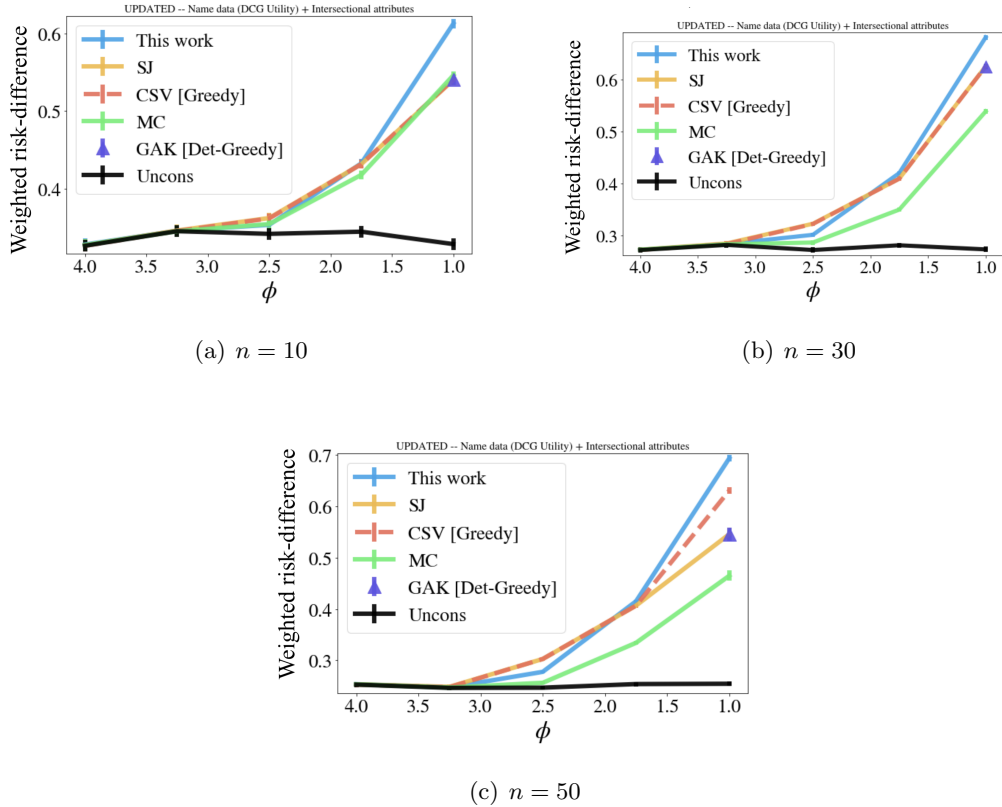 UPDATED -- Name data (DCG Utility) + Intersectional attributes
Weighted risk-difference
0.6
0.5
0.4
This work
SJ
CSV [Greedy]
MC
GAK [Det-Greedy]
Uncons
4.0 3.5 3.0 2.5 2.0 1.5 1.0
ϕ
(a) n = 10
UPDATED -- Name data (DCG Utility) + Intersectional attributes
Weighted risk-difference
0.6
0.5
0.4
0.3
This work
SJ
CSV [Greedy]
MC
GAK [Det-Greedy]
Uncons
4.0 3.5 3.0 2.5 2.0 1.5 1.0
ϕ
(b) n = 30
UPDATED -- Name data (DCG Utility) + Intersectional attributes
Weighted risk-difference
0.7
0.6
0.5
0.4
0.3
This work
SJ
CSV [Greedy]
MC
GAK [Det-Greedy]
Uncons
4.0 3.5 3.0 2.5 2.0 1.5 1.0
ϕ
(c) n = 50